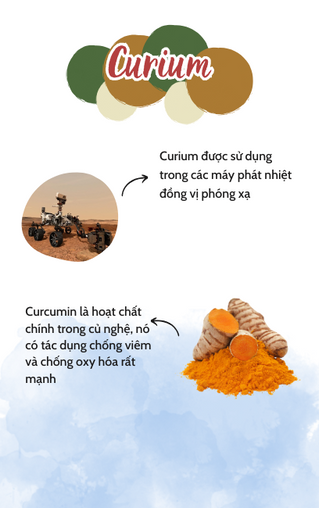 Curium
Curium được sử dụng
trong các máy phát nhiệt
đồng vị phóng xạ
Curcumin là hoạt chất
chính trong củ nghệ, nó
có tác dụng chống viêm
và chống oxy hóa rất
mạnh